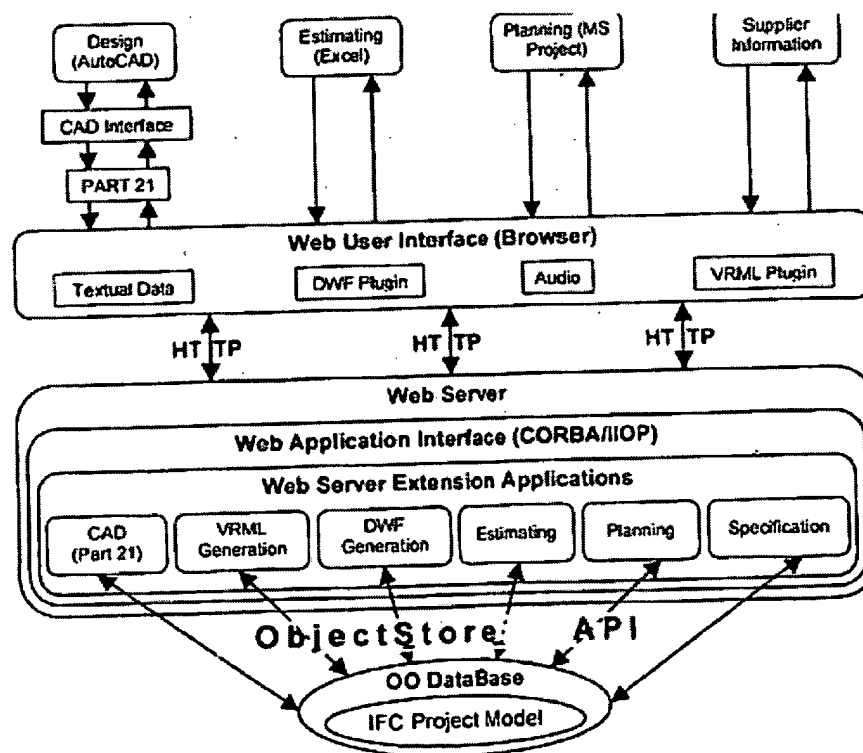 Design
(AutoCAD)
Estimating
(Excel)
Planning (MS
Project)
Supplier
Information
CAD Interface
PART 21
Web User Interface (Browser)
Textual Data
DWF Plugin
Audio
VRML Plugin
HT TP
HT TP
HT TP
Web Server
Web Application Interface (CORBA/IIOP)
Web Server Extension Applications
CAD
(Part 21)
VRML
Generation
DWF
Generation
Estimating
Planning
Specification
ObjectStore API
OO DataBase
IFC Project Model